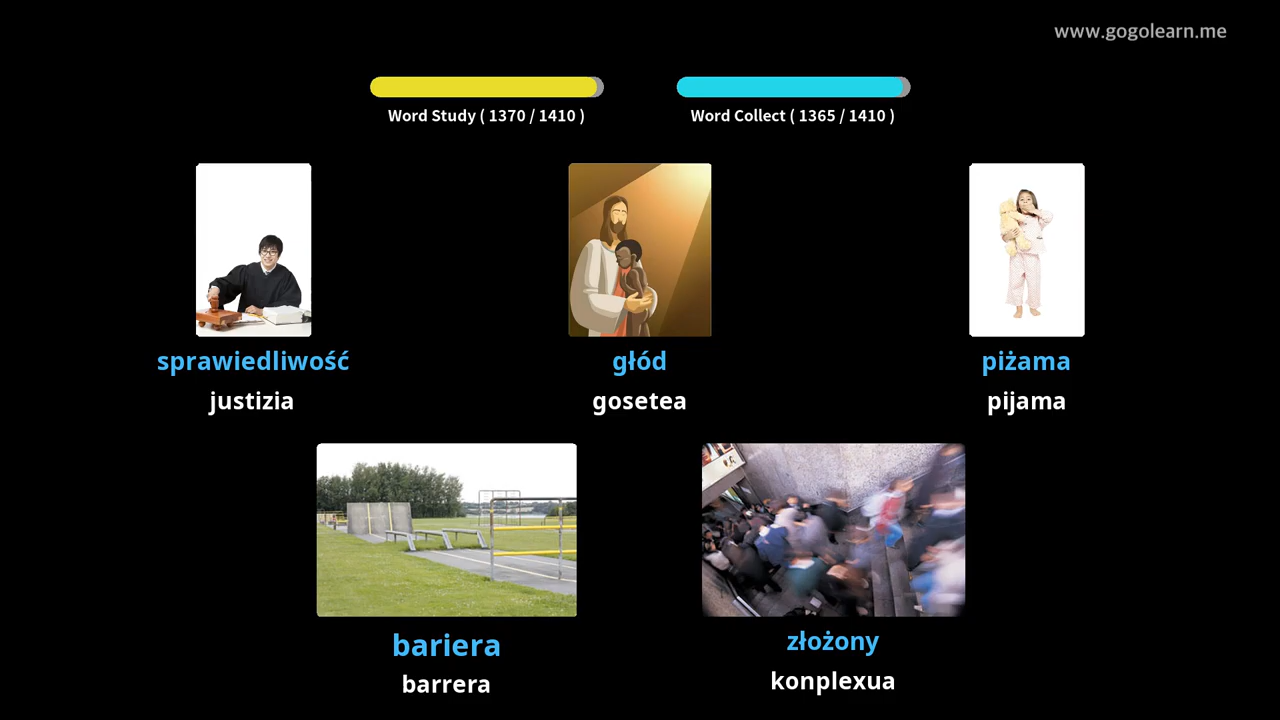 www.gogolearn.me
Word Study ( 1370 / 1410 )
Word Collect ( 1365 / 1410 )
sprawiedliwość
justizia
głód
gosetea
piżama
pijama
bariera
barrera
złożony
konplexua